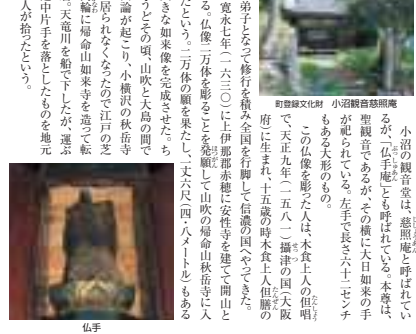 町登録文化財　小沼観音慈照庵
小沼の観音堂は、慈照庵と呼ばれてい
るが、「仏手庵」とも呼ばれている。本尊は、
聖観音であるが、その横に大日如来の手
が祀られている。左手で長さ六十二センチ
もある大形のもの。
この仏像を彫った人は、木食上人の但唱
で、天正九年（一五八一）攝津の国（大阪
府）に生まれ、十五歳の時木食上人但膳の
弟子となって修行を積み全国を行脚して信濃の国へやってきた。
寛永七年（一六三〇）に上伊那郡赤穂に安性寺を建てて開山と
る。仏像二万体を彫ることを発願して山吹の帰命山秋岳寺に入
たという。二万体の願を果たし、一丈六尺（四・八メートル）もある
きな如来像を完成させた。ち
うどその頃、山吹と大島の間で
論が起こり、小横沢の秋岳寺
居られなくなったので江戸の芝
輪に帰命山如来寺を造って転
。天竜川を船で下したが、運ぶ
中片手を落としたものを地元
人が拾ったという。
仏手